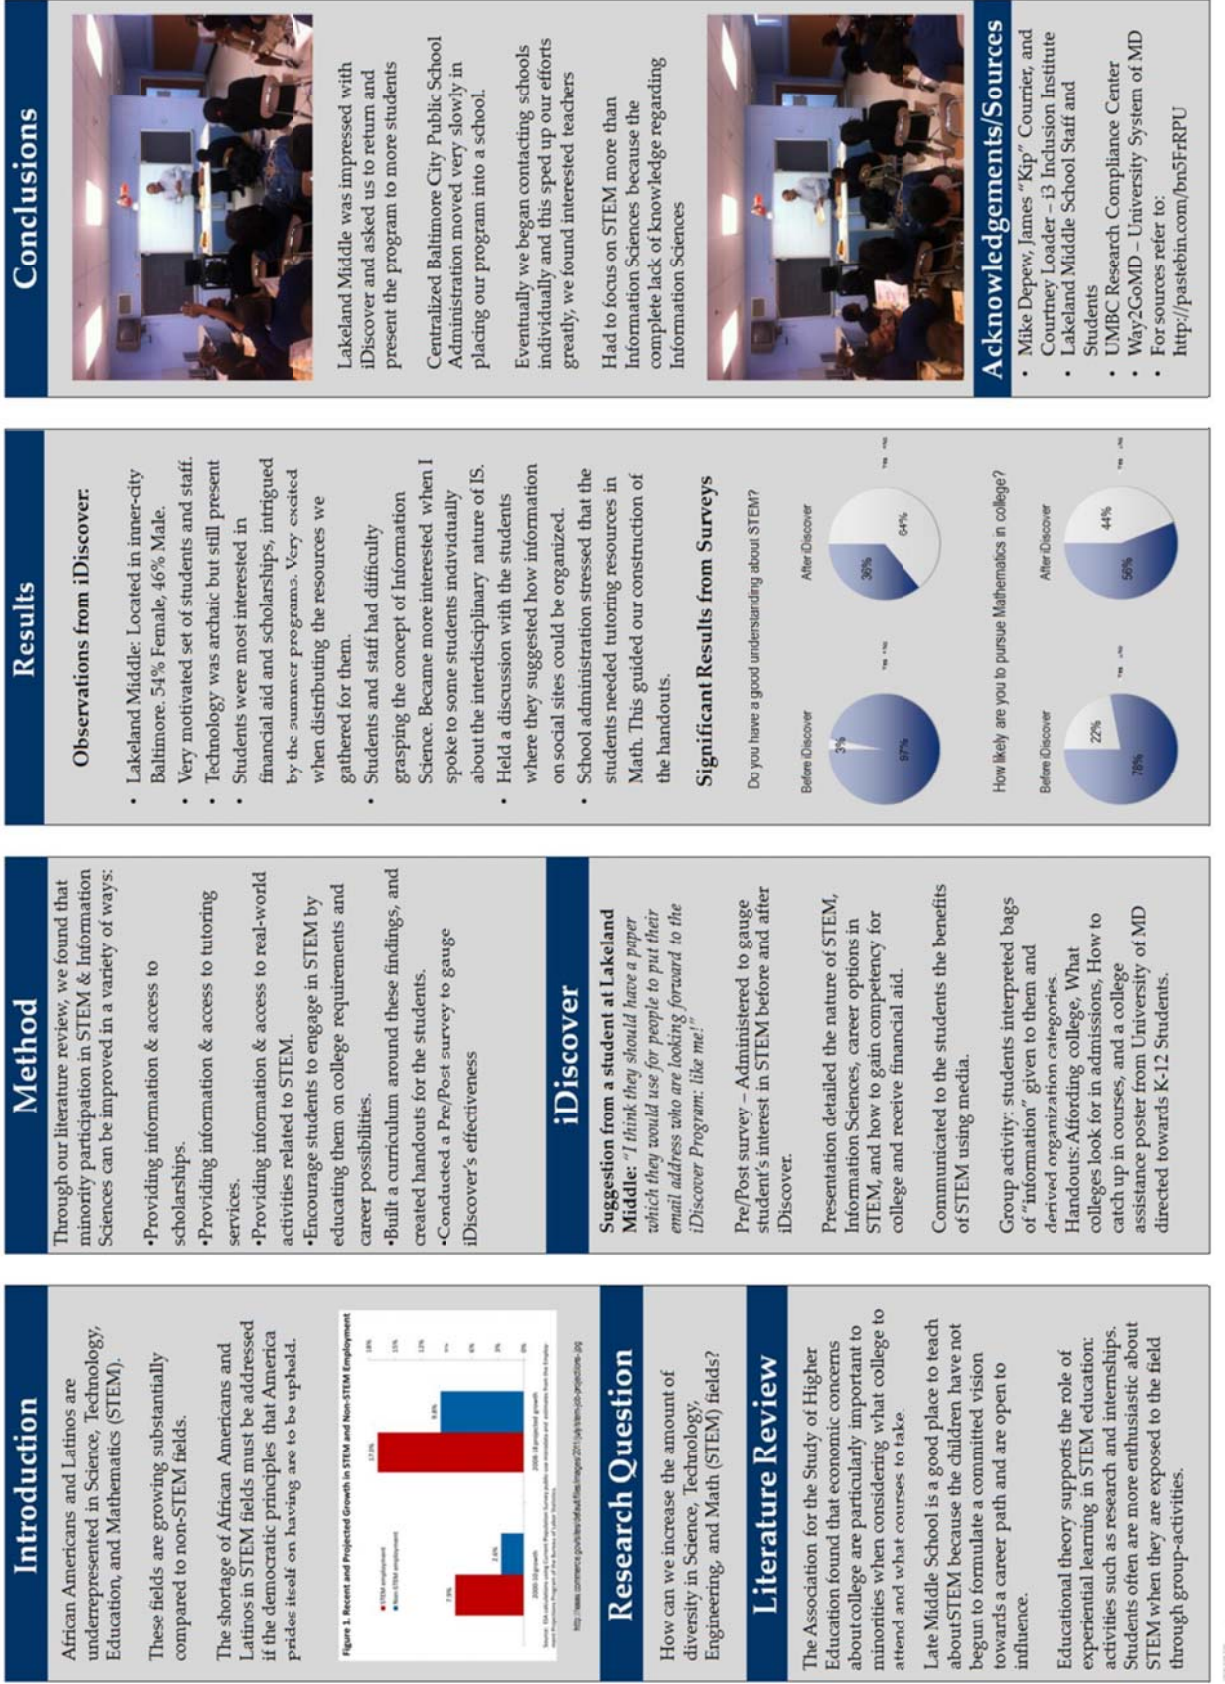 Introduction
African Americans and Latinos are
underrepresented in Science, Technology,
Education, and Mathematics (STEM).
These fields are growing substantially
compared to non-STEM fields.
The shortage of African Americans and
Latinos in STEM fields must be addressed
if the democratic principles that America
prides itself on having are to be upheld.
Figure 1. Recent and Projected Growth in STEM and Non-STEM Employment
STEM employment
Non-STEM employment
7.9%
2.6%
17.0%
9.8%
18%
15%
12%
9%
6%
3%
0%
2000-10 growth
2008-18 projected growth
Research Question
How can we increase the amount of
diversity in Science, Technology,
Engineering, and Math (STEM) fields?
Literature Review
The Association for the Study of Higher
Education found that economic concerns
about college are particularly important to
minorities when considering what college to
attend and what courses to take.
Late Middle School is a good place to teach
about STEM because the children have not
begun to formulate a committed vision
towards a career path and are open to
influence.
Educational theory supports the role of
experiential learning in STEM education:
activities such as research and internships.
Students often are more enthusiastic about
STEM when they are exposed to the field
through group-activities.
Method
Through our literature review, we found that
minority participation in STEM & Information
Sciences can be improved in a variety of ways:
•Providing information & access to
scholarships.
•Providing information & access to tutoring
services.
•Providing information & access to real-world
activities related to STEM.
•Encourage students to engage in STEM by
educating them on college requirements and
career possibilities.
•Built a curriculum around these findings, and
created handouts for the students.
•Conducted a Pre/Post survey to gauge
iDiscover's effectiveness
iDiscover
Suggestion from a student at Lakeland
Middle: "I think they should have a paper
which they would use for people to put their
email address who are looking forward to the
iDiscover Program: like me!"
Pre/Post survey – Administered to gauge
student's interest in STEM before and after
iDiscover.
Presentation detailed the nature of STEM,
Information Sciences, career options in
STEM, and how to gain competency for
college and receive financial aid.
Communicated to the students the benefits
of STEM using media.
Group activity: students interpreted bags
of "information" given to them and
derived organization categories.
Handouts: Affording college, What
colleges look for in admissions, How to
catch up in courses, and a college
assistance poster from University of MD
directed towards K-12 Students.
Results
Observations from iDiscover:
• Lakeland Middle: Located in inner-city
Baltimore. 54% Female, 46% Male.
• Very motivated set of students and staff.
• Technology was archaic but still present
• Students were most interested in
financial aid and scholarships, intrigued
by the summer programs. Very excited
when distributing the resources we
gathered for them.
• Students and staff had difficulty
grasping the concept of Information
Science. Became more interested when I
spoke to some students individually
about the interdisciplinary nature of IS.
• Held a discussion with the students
where they suggested how information
on social sites could be organized.
• School administration stressed that the
students needed tutoring resources in
Math. This guided our construction of
the handouts.
Significant Results from Surveys
Do you have a good understanding about STEM?
Before iDiscover
3%
97%
After iDiscover
36%
64%
How likely are you to pursue Mathematics in college?
Before iDiscover
22%
78%
After iDiscover
44%
56%
Conclusions
Lakeland Middle was impressed with
iDiscover and asked us to return and
present the program to more students
Centralized Baltimore City Public School
Administration moved very slowly in
placing our program into a school.
Eventually we began contacting schools
individually and this sped up our efforts
greatly, we found interested teachers
Had to focus on STEM more than
Information Sciences because the
complete lack of knowledge regarding
Information Sciences
Acknowledgements/Sources
• Mike Depew, James "Kip" Courrier, and
Courtney Loader – i3 Inclusion Institute
• Lakeland Middle School Staff and
Students
• UMBC Research Compliance Center
• Way2GoMD – University System of MD
• For sources refer to:
http://pastebin.com/bn5FrRPU